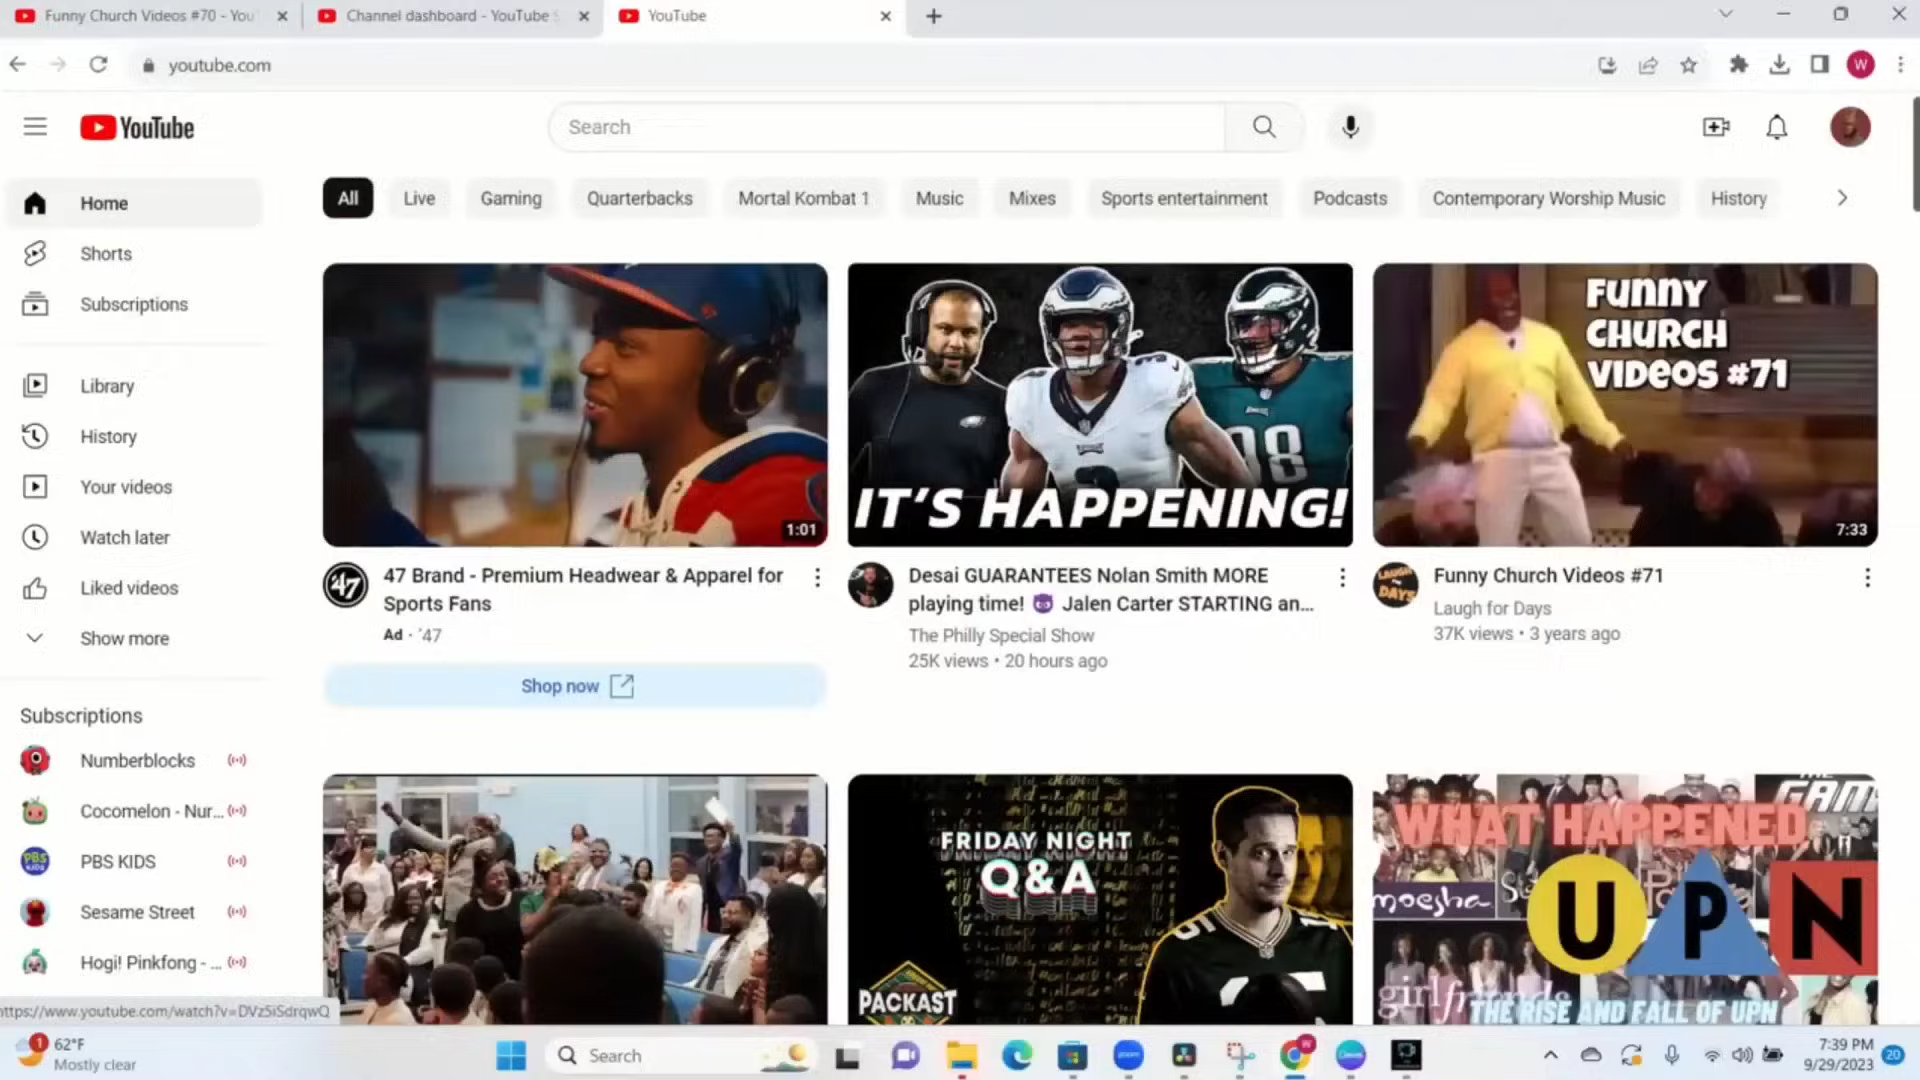 Funny Church Videos #70 - You
Channel dashboard - YouTube S
YouTube
youtube.com
W
YouTube
Search
Home
Shorts
Subscriptions
Library
History
Your videos
Watch later
Liked videos
Show more
Subscriptions
Numberblocks
Cocomelon - Nur...
PBS KIDS
Sesame Street
Hogi! Pinkfong - ...
All
Live
Gaming
Quarterbacks
Mortal Kombat 1
Music
Mixes
Sports entertainment
Podcasts
Contemporary Worship Music
History
1:01
47 Brand - Premium Headwear & Apparel for
Sports Fans
Ad · '47
Shop now
98
IT'S HAPPENING!
Desai GUARANTEES Nolan Smith MORE
playing time! 😈 Jalen Carter STARTING an...
The Philly Special Show
25K views • 20 hours ago
FUNNY
CHURCH
VIDEOS #71
7:33
LAUGH
DAYS
Funny Church Videos #71
Laugh for Days
37K views • 3 years ago
FRIDAY NIGHT
Q&A
PACKAST
WHAT HAPPENED
moesha
UPN
girlfriends
THE RISE AND FALL OF UPN
https://www.youtube.com/watch?v=DVz5iSdrqwQ
1
62°F
Mostly clear
Search
zoom
W
7:39 PM
9/29/2023
20